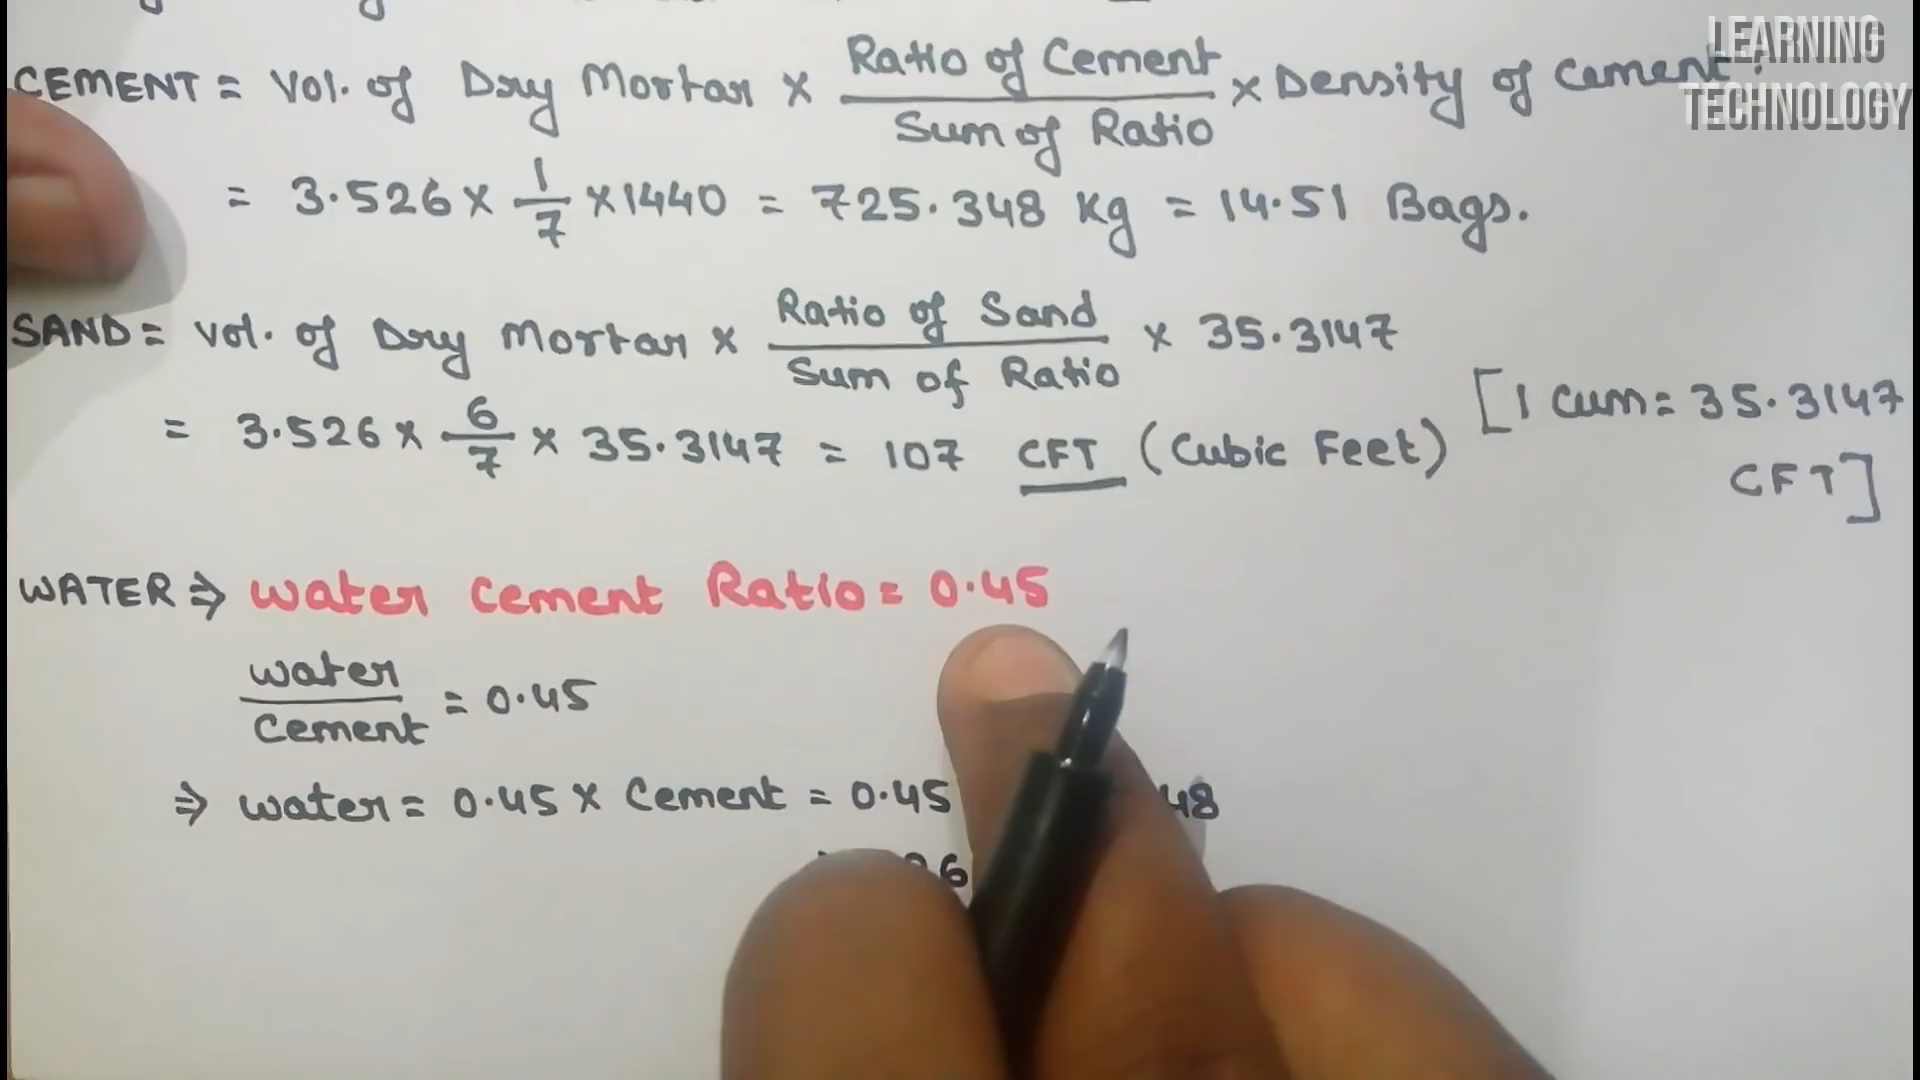 LEARNING
TECHNOLOGY
CEMENT = Vol. of Dry Mortar × Ratio of Cement / Sum of Ratio × Density of Cement.
= 3.526 × 1/7 × 1440 = 725.348 Kg = 14.51 Bags.
SAND = Vol. of Dry Mortar × Ratio of Sand / Sum of Ratio × 35.3147
= 3.526 × 6/7 × 35.3147 = 107 CFT (Cubic Feet) [1 Cum = 35.3147 CFT]
WATER ⇒ Water Cement Ratio = 0.45
Water / Cement = 0.45
⇒ Water = 0.45 × Cement = 0.45 48
6